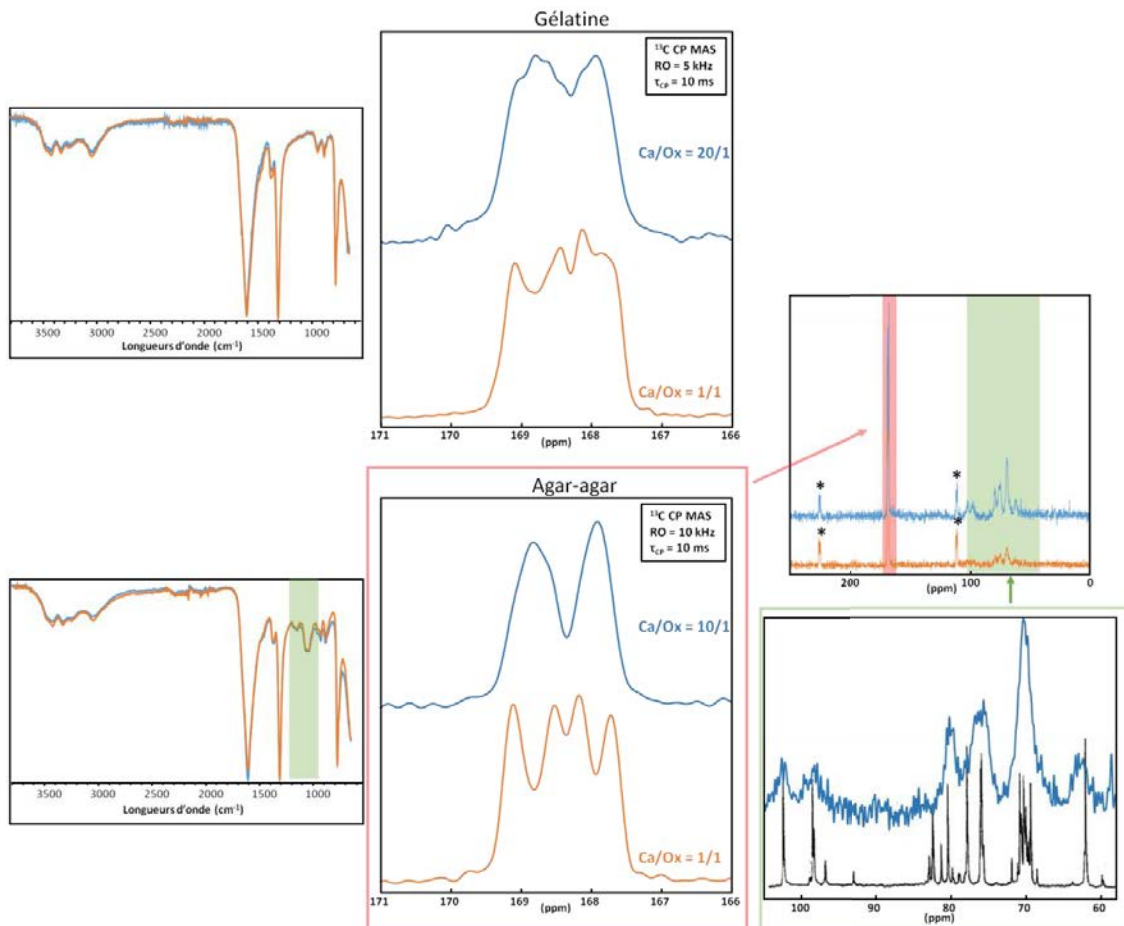 Gélatine
¹³C CP MAS
RO = 5 kHz
τCP = 10 ms
Ca/Ox = 20/1
Ca/Ox = 1/1
171 170 169 168 167 166
(ppm)
3500 3000 2500 2000 1500 1000
Longueurs d'onde (cm⁻¹)
Agar-agar
¹³C CP MAS
RO = 10 kHz
τCP = 10 ms
Ca/Ox = 10/1
Ca/Ox = 1/1
171 170 169 168 167 166
(ppm)
3500 3000 2500 2000 1500 1000
Longueurs d'onde (cm⁻¹)
* *
* *
200 100 0
(ppm)
100 90 80 70 60
(ppm)